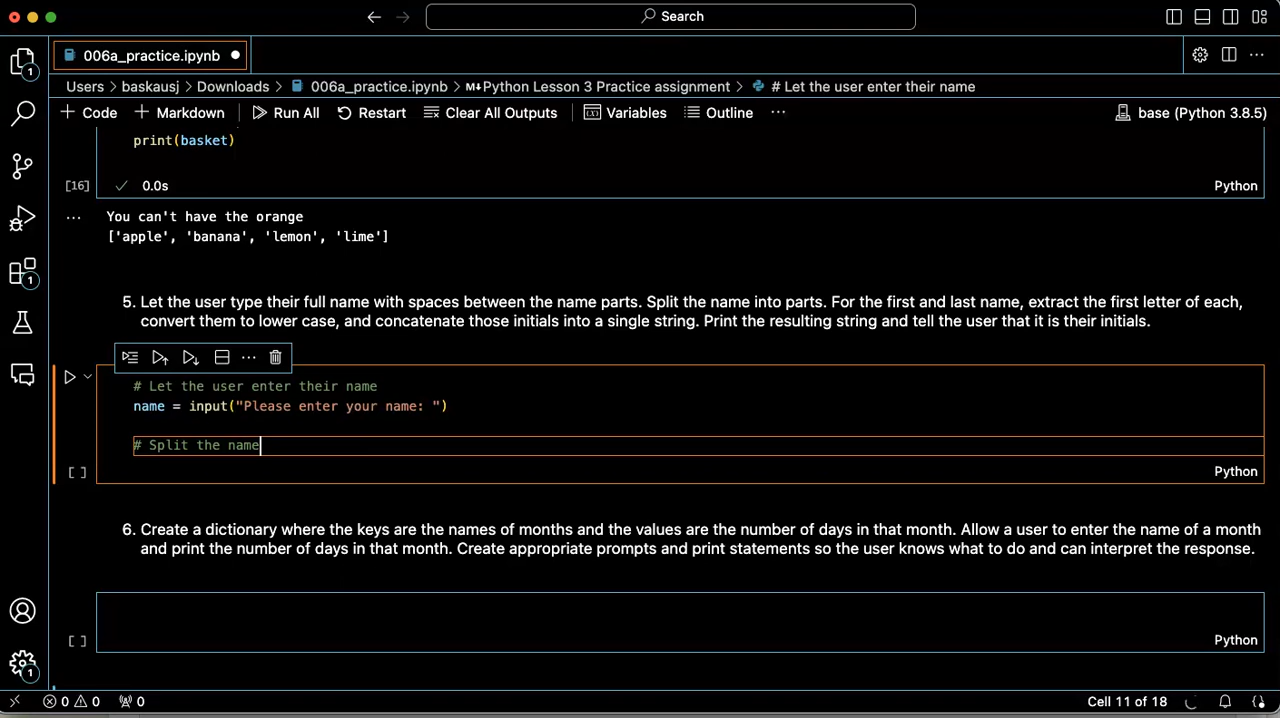 Search
006a_practice.ipynb
Users > baskausj > Downloads > 006a_practice.ipynb > M↓Python Lesson 3 Practice assignment > # Let the user enter their name
+ Code + Markdown Run All Restart Clear All Outputs (x) Variables Outline ... base (Python 3.8.5)
print(basket)
[16] ✓ 0.0s Python
... You can't have the orange
['apple', 'banana', 'lemon', 'lime']
5. Let the user type their full name with spaces between the name parts. Split the name into parts. For the first and last name, extract the first letter of each,
convert them to lower case, and concatenate those initials into a single string. Print the resulting string and tell the user that it is their initials.
# Let the user enter their name
name = input("Please enter your name: ")
# Split the name
[ ] Python
6. Create a dictionary where the keys are the names of months and the values are the number of days in that month. Allow a user to enter the name of a month
and print the number of days in that month. Create appropriate prompts and print statements so the user knows what to do and can interpret the response.
[ ] Python
1
1
1
0 0 0 Cell 11 of 18